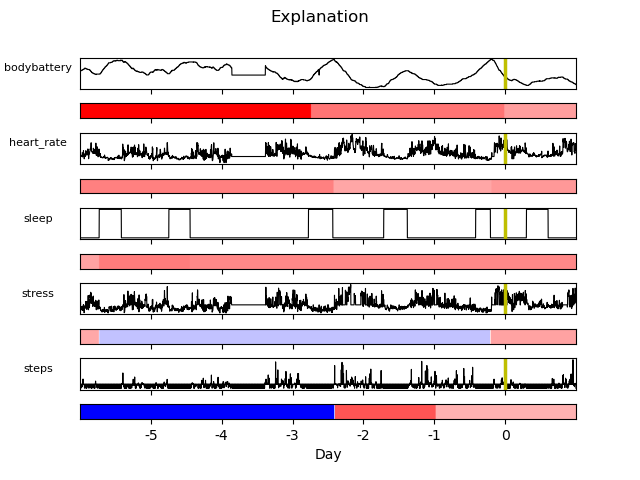 Explanation
bodybattery
heart_rate
sleep
stress
steps
-5 -4 -3 -2 -1 0
Day